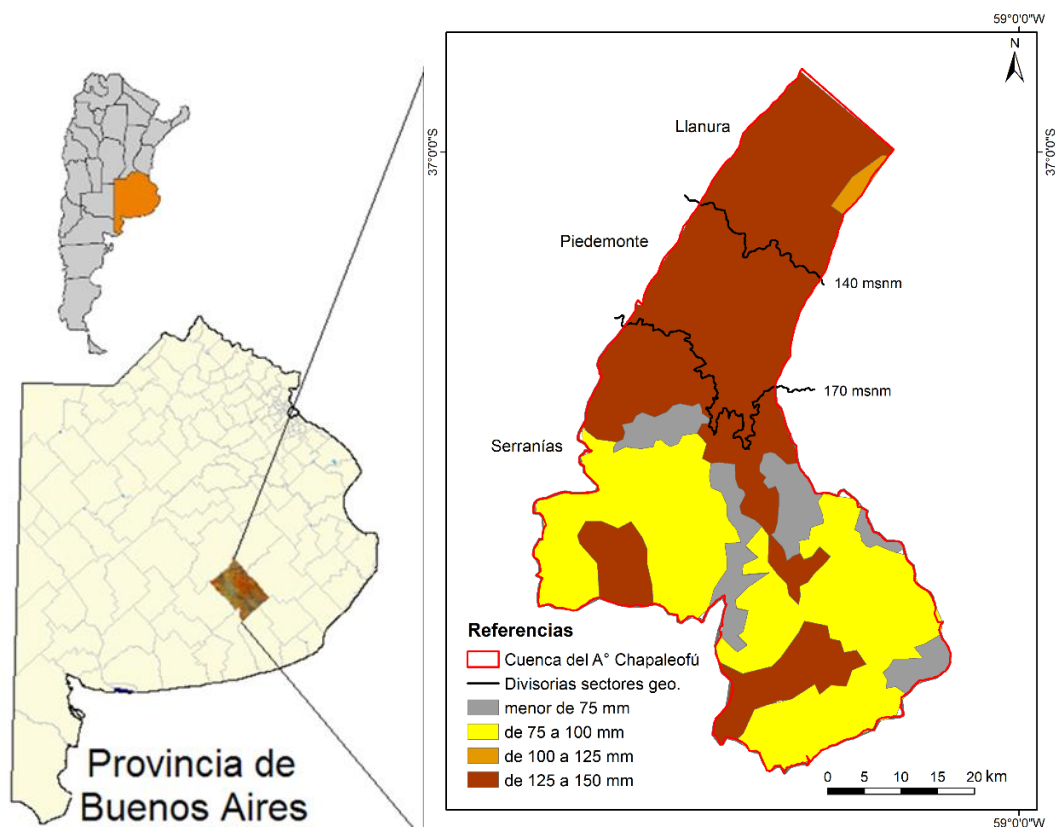 Provincia de
Buenos Aires
59°0'0"W
N
37°0'0"S
37°0'0"S
Llanura
Piedemonte
140 msnm
170 msnm
Serranías
Referencias
Cuenca del A° Chapaleofú
Divisorias sectores geo.
menor de 75 mm
de 75 a 100 mm
de 100 a 125 mm
de 125 a 150 mm
0 5 10 15 20 km
59°0'0"W